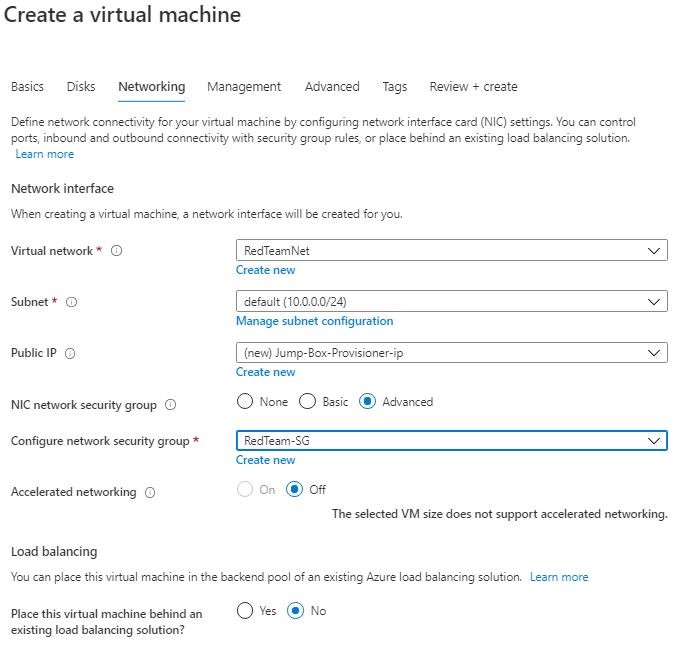 Create a virtual machine
Basics Disks Networking Management Advanced Tags Review + create
Define network connectivity for your virtual machine by configuring network interface card (NIC) settings. You can control
ports, inbound and outbound connectivity with security group rules, or place behind an existing load balancing solution.
Learn more
Network interface
When creating a virtual machine, a network interface will be created for you.
Virtual network * RedTeamNet
Create new
Subnet * default (10.0.0.0/24)
Manage subnet configuration
Public IP (new) Jump-Box-Provisioner-ip
Create new
NIC network security group None Basic Advanced
Configure network security group * RedTeam-SG
Create new
Accelerated networking On Off
The selected VM size does not support accelerated networking.
Load balancing
You can place this virtual machine in the backend pool of an existing Azure load balancing solution. Learn more
Place this virtual machine behind an Yes No
existing load balancing solution?